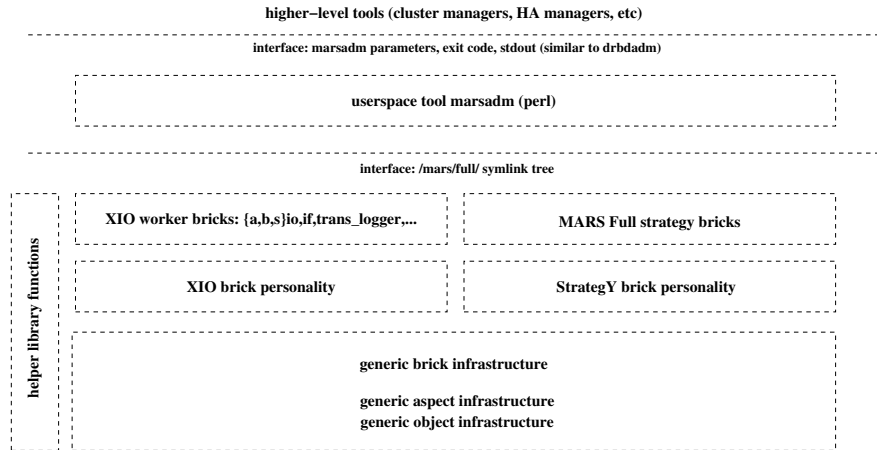 higher−level tools (cluster managers, HA managers, etc)
interface: marsadm parameters, exit code, stdout (similar to drbdadm)
userspace tool marsadm (perl)
interface: /mars/full/ symlink tree
helper library functions
XIO worker bricks: {a,b,s}io,if,trans_logger,...
MARS Full strategy bricks
XIO brick personality
StrategY brick personality
generic brick infrastructure
generic aspect infrastructure
generic object infrastructure